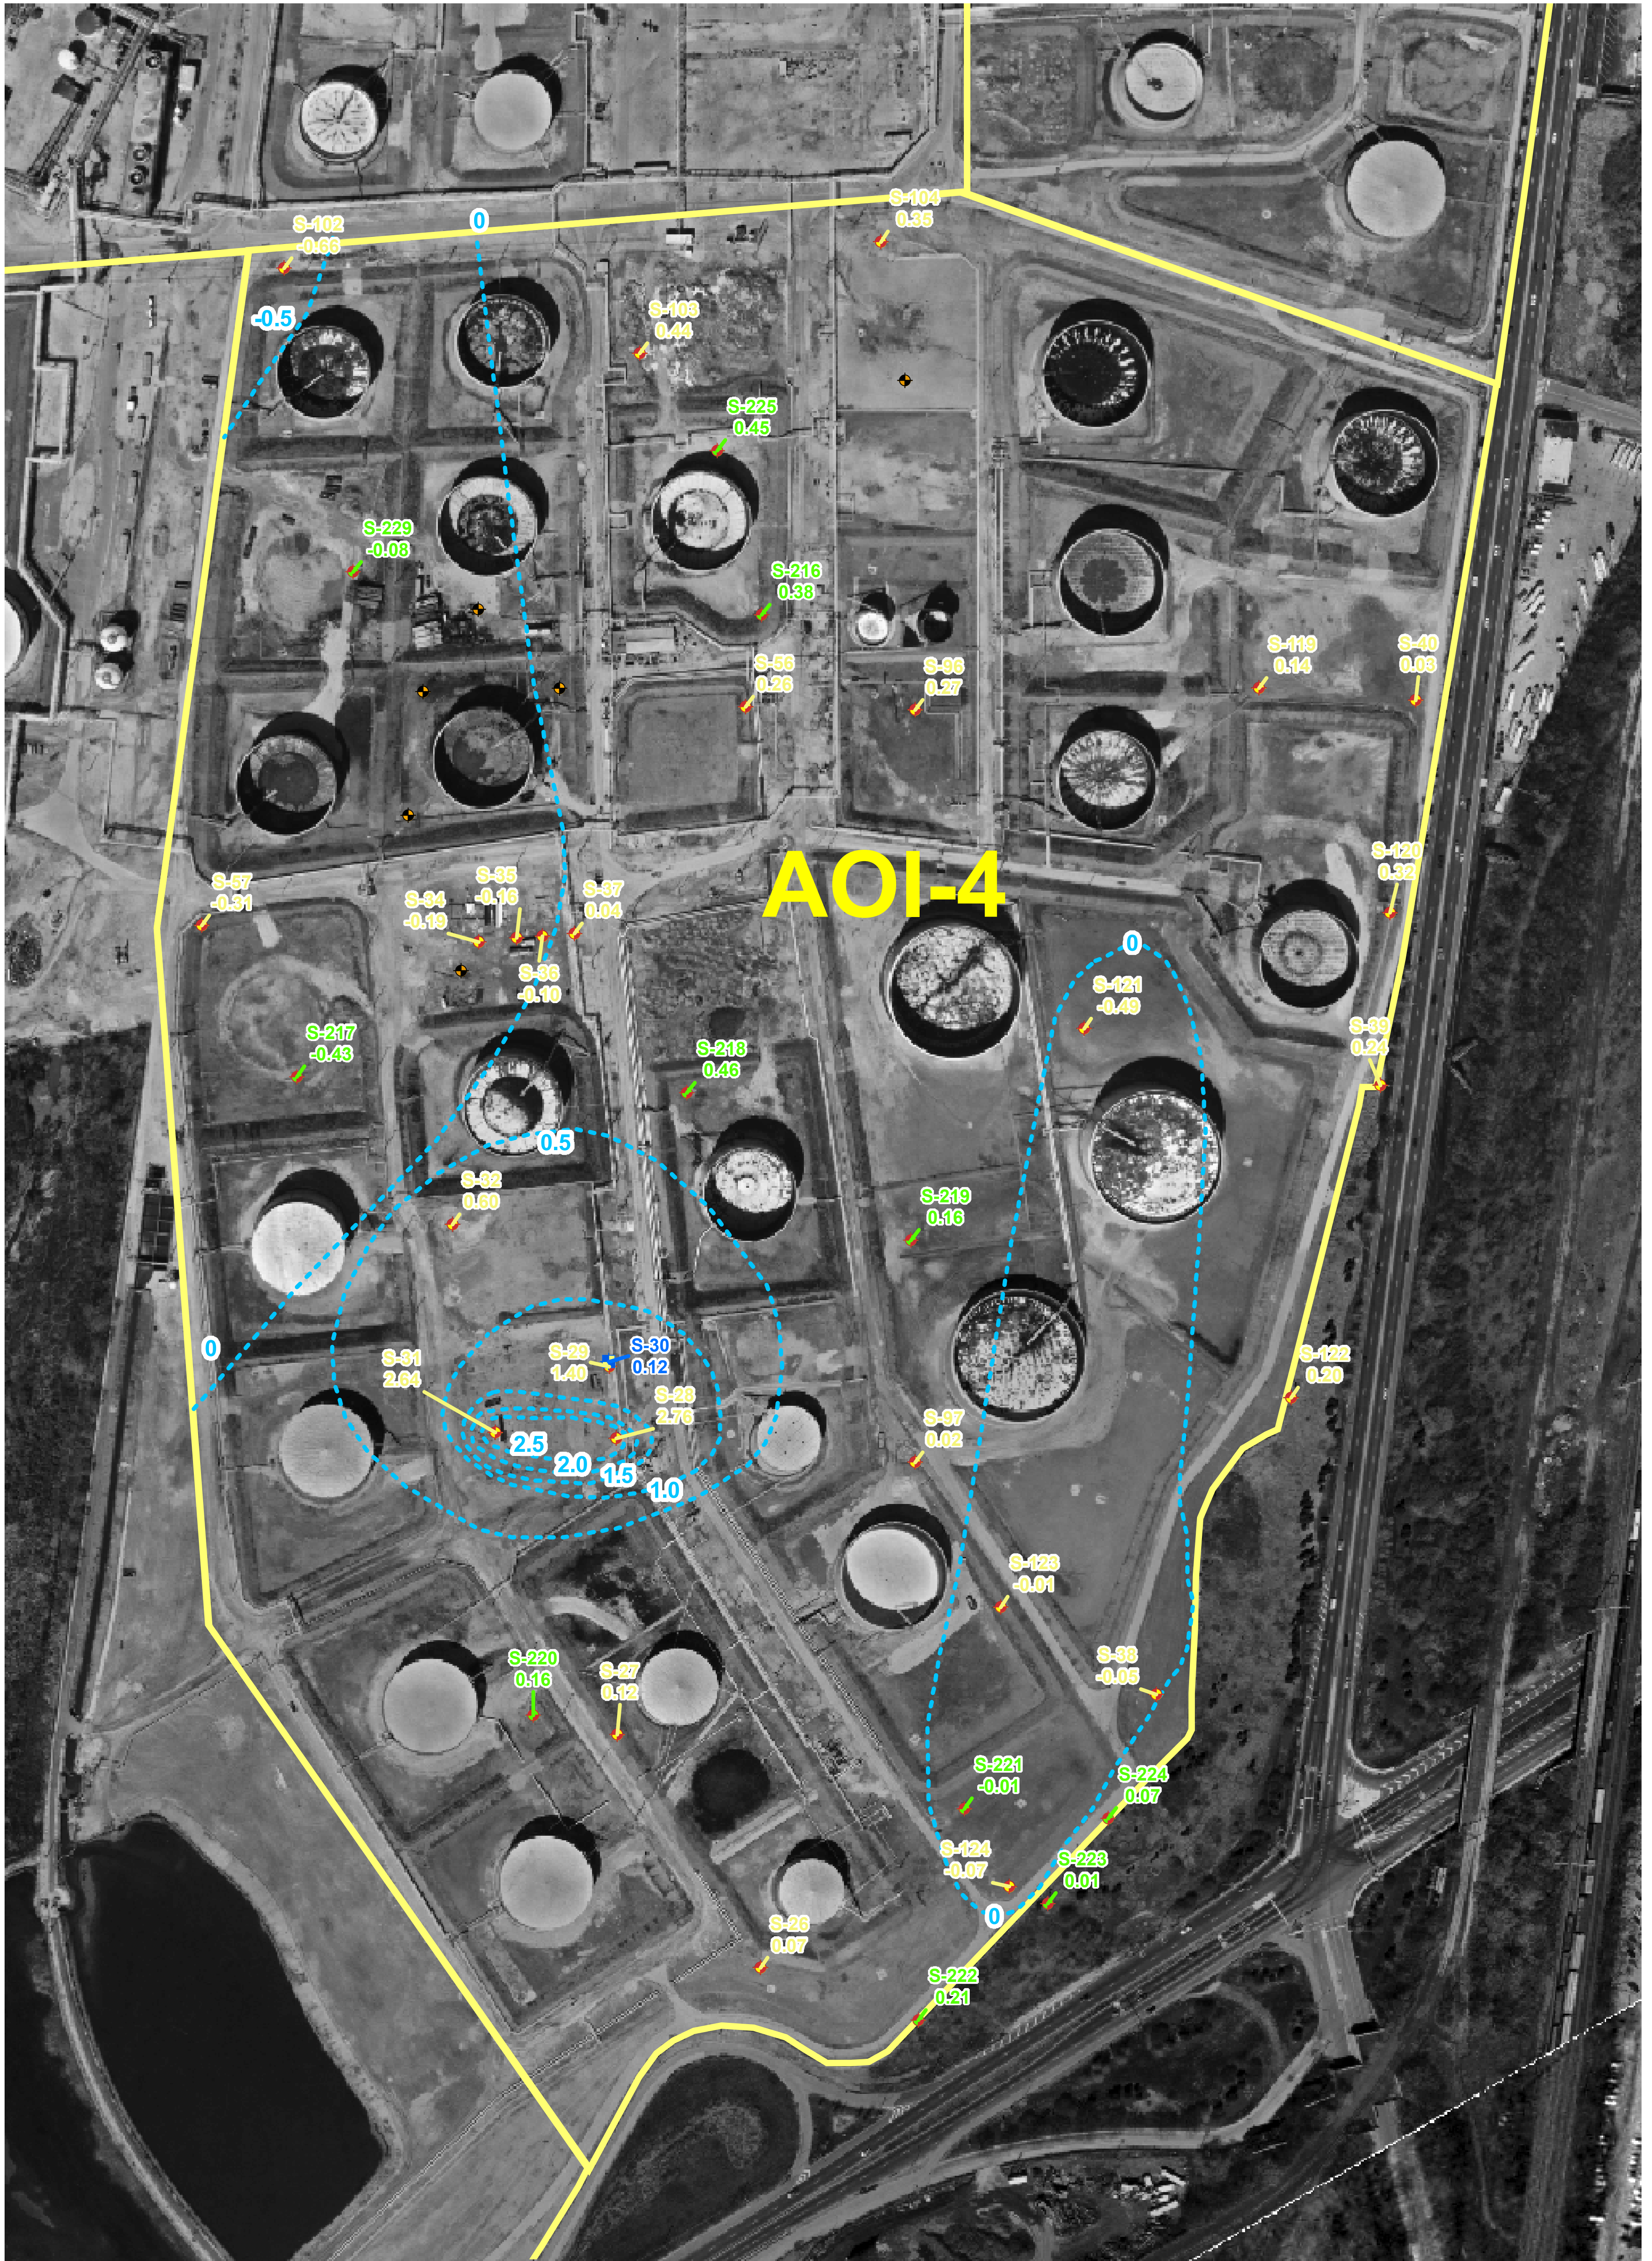 S-104
0.35
S-102
-0.66
0
-0.5
S-103
0.44
S-225
0.45
S-229
-0.08
S-216
0.38
S-56
0.26
S-96
0.27
S-119
0.14
S-40
0.03
AOI-4
S-120
0.32
S-57
-0.31
S-34
-0.19
S-35
-0.16
S-37
0.04
S-36
-0.10
0
S-121
-0.49
S-39
0.24
S-217
-0.43
S-218
0.46
0.5
S-32
0.60
S-219
0.16
0
S-31
2.64
S-29
1.40
S-30
0.12
S-28
2.76
S-122
0.20
S-97
0.02
2.5
2.0
1.5
1.0
S-123
-0.01
S-220
0.16
S-27
0.12
S-38
-0.05
S-221
-0.01
S-224
0.07
S-124
-0.07
S-223
0.01
0
S-26
0.07
S-222
0.21